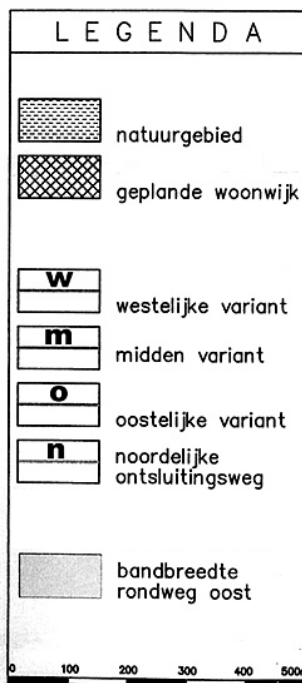 LEGENDA
natuurgebied
geplande woonwijk
w
westelijke variant
m
midden variant
o
oostelijke variant
n
noordelijke
ontsluitingsweg
bandbreedte
rondweg oost
0 100 200 300 400 500